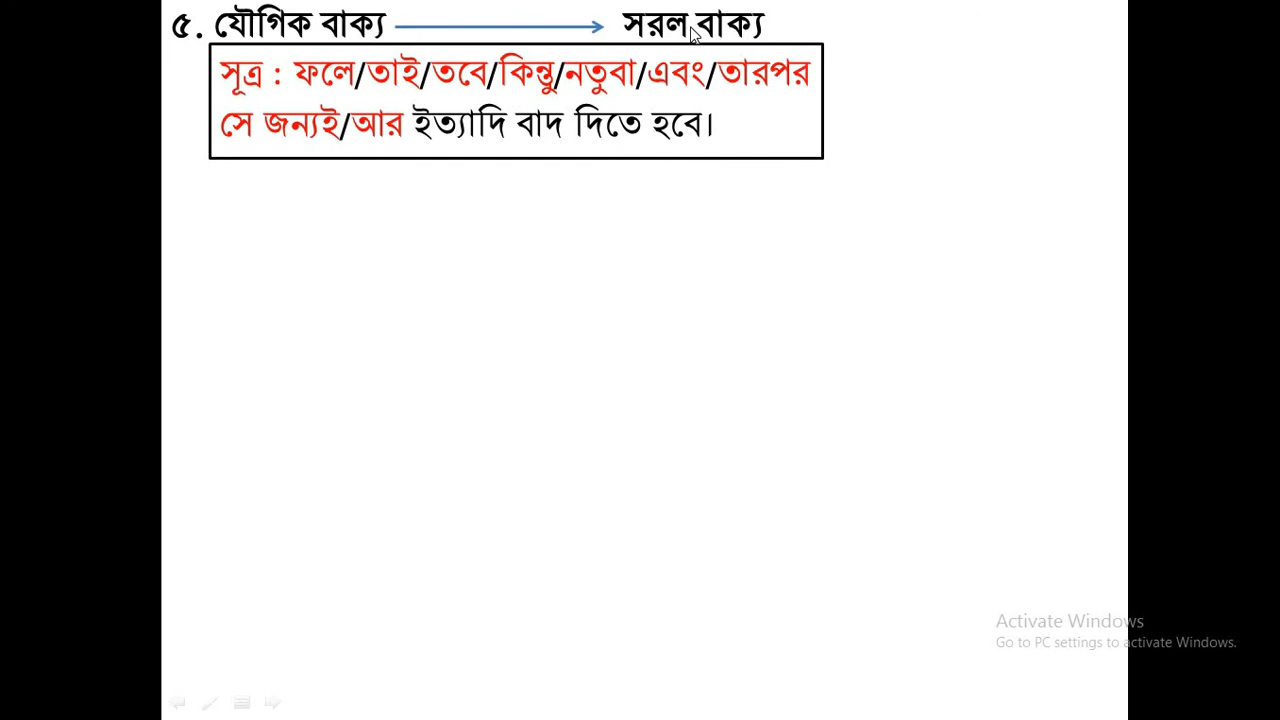 ৫. যৌগিক বাক্য সরল বাক্য
সূত্র : ফলে/তাই/তবে/কিন্তু/নতুবা/এবং/তারপর
সে জন্যই/আর ইত্যাদি বাদ দিতে হবে।
Activate Windows
Go to PC settings to activate Windows.